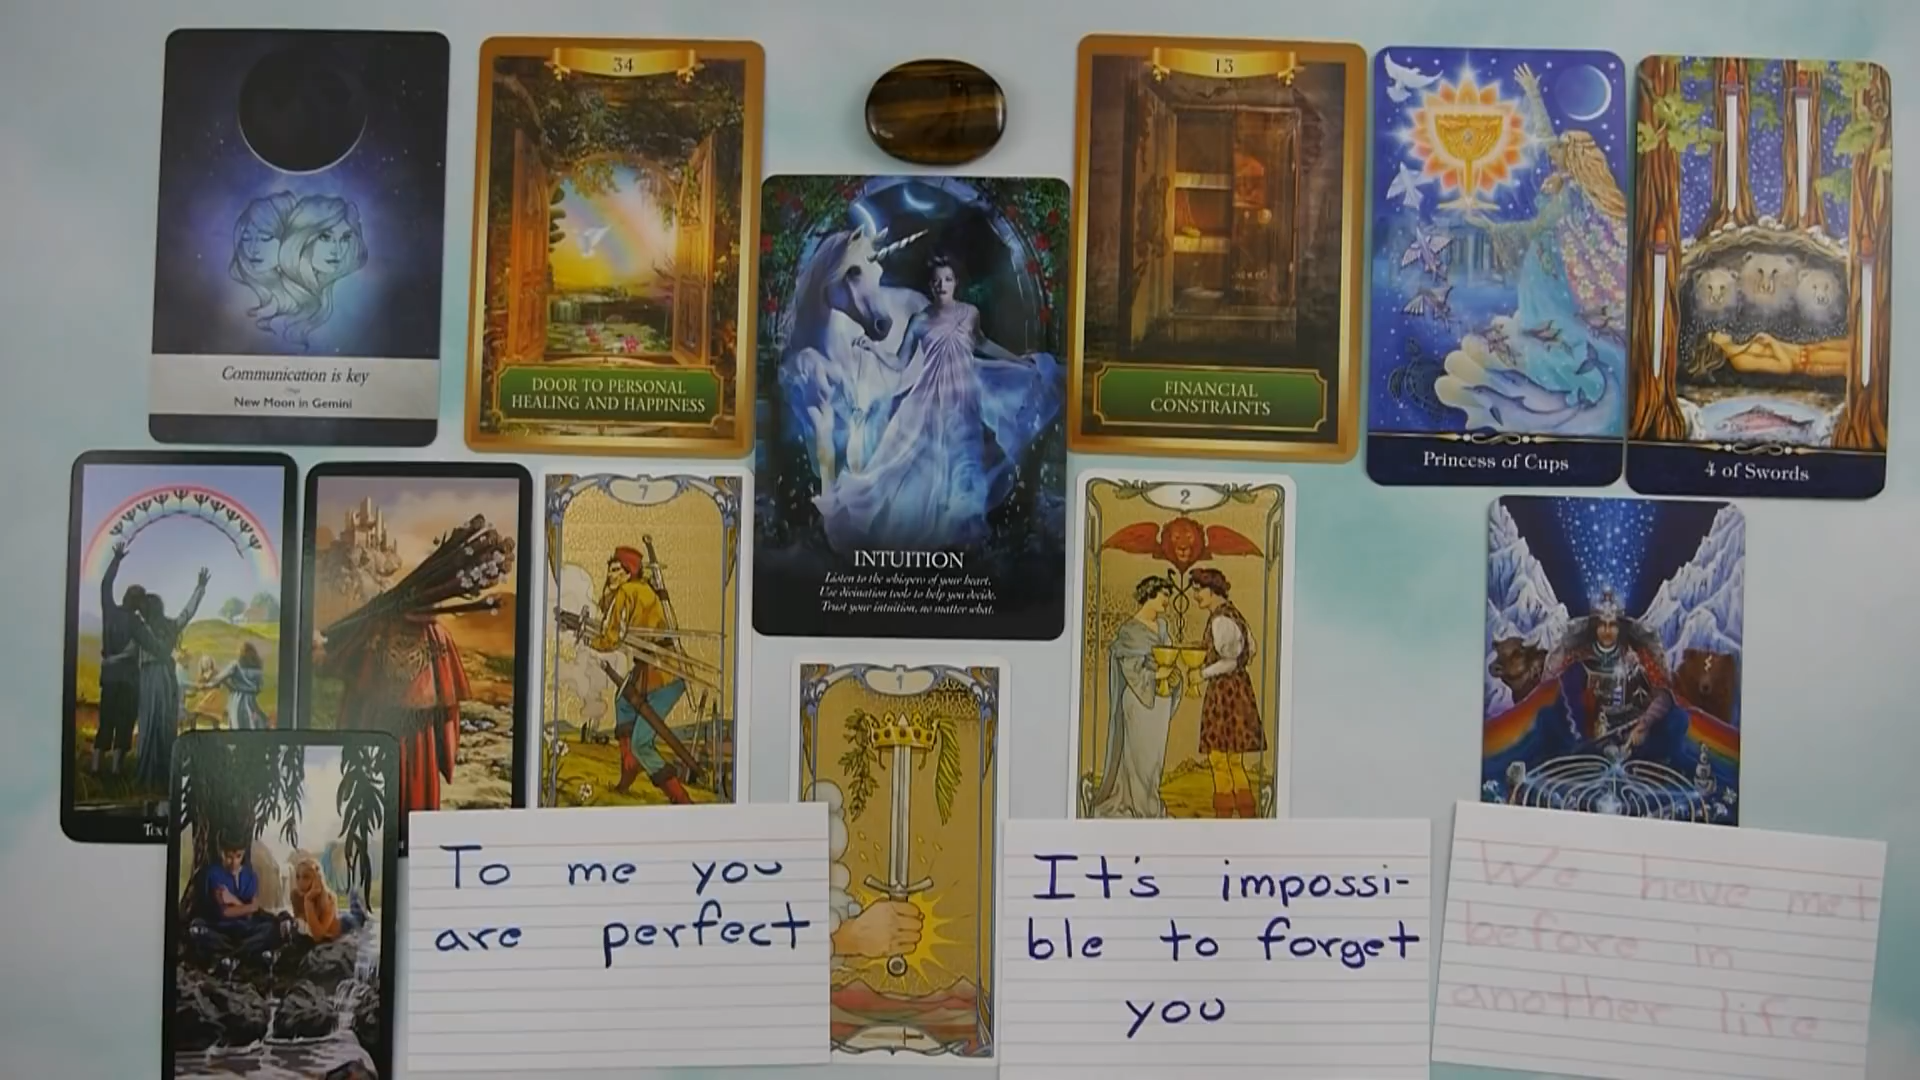 Communication is key
New Moon in Gemini
34
DOOR TO PERSONAL
HEALING AND HAPPINESS
INTUITION
Listen to the whispers of your heart.
Use divination tools to help you decide.
Trust your intuition, no matter what.
13
FINANCIAL
CONSTRAINTS
Princess of Cups
4 of Swords
7
2
1
To me you
are perfect
It's impossi-
ble to forget
you
We have met
before in
another life